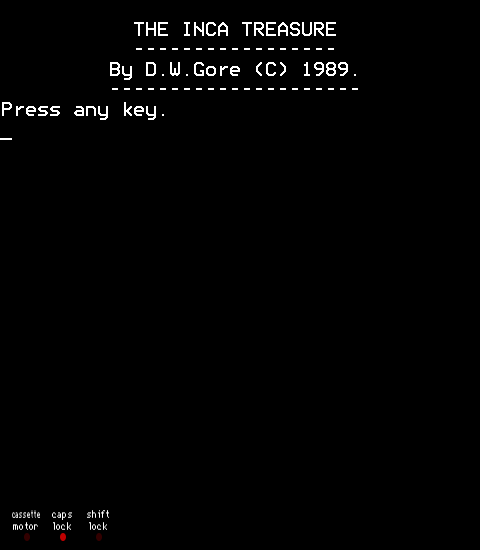 THE INCA TREASURE
-----------------
By D.W.Gore (C) 1989.
---------------------
Press any key.
_
cassette motor
caps lock
shift lock